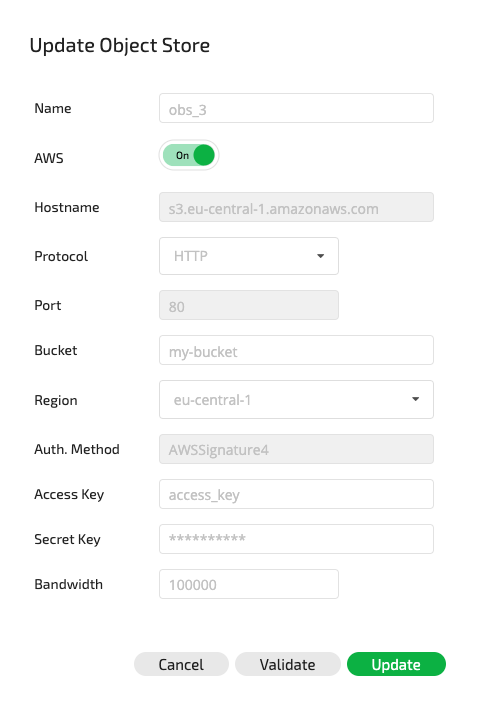 Update Object Store
Name obs_3
AWS On
Hostname s3.eu-central-1.amazonaws.com
Protocol HTTP
Port 80
Bucket my-bucket
Region eu-central-1
Auth. Method AWSSignature4
Access Key access_key
Secret Key **********
Bandwidth 100000
Cancel Validate Update